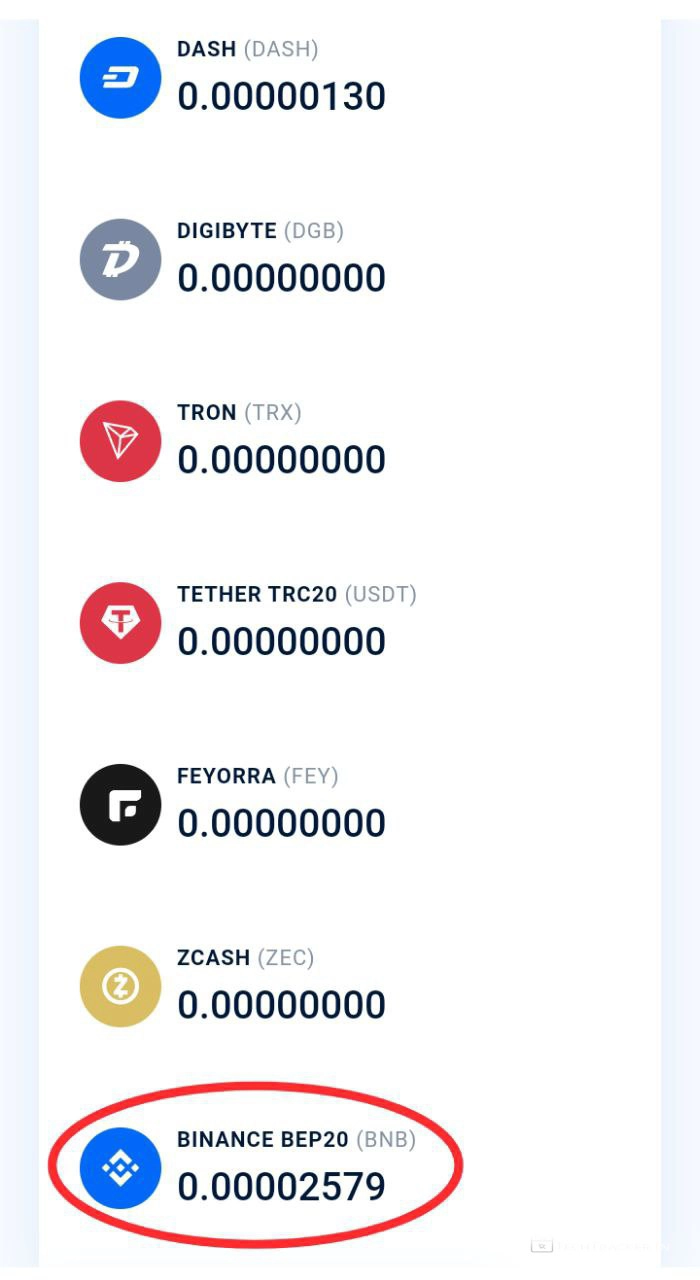 DASH (DASH)
0.00000130
DIGIBYTE (DGB)
0.00000000
TRON (TRX)
0.00000000
TETHER TRC20 (USDT)
0.00000000
FEYORRA (FEY)
0.00000000
ZCASH (ZEC)
0.00000000
BINANCE BEP20 (BNB)
0.00002579